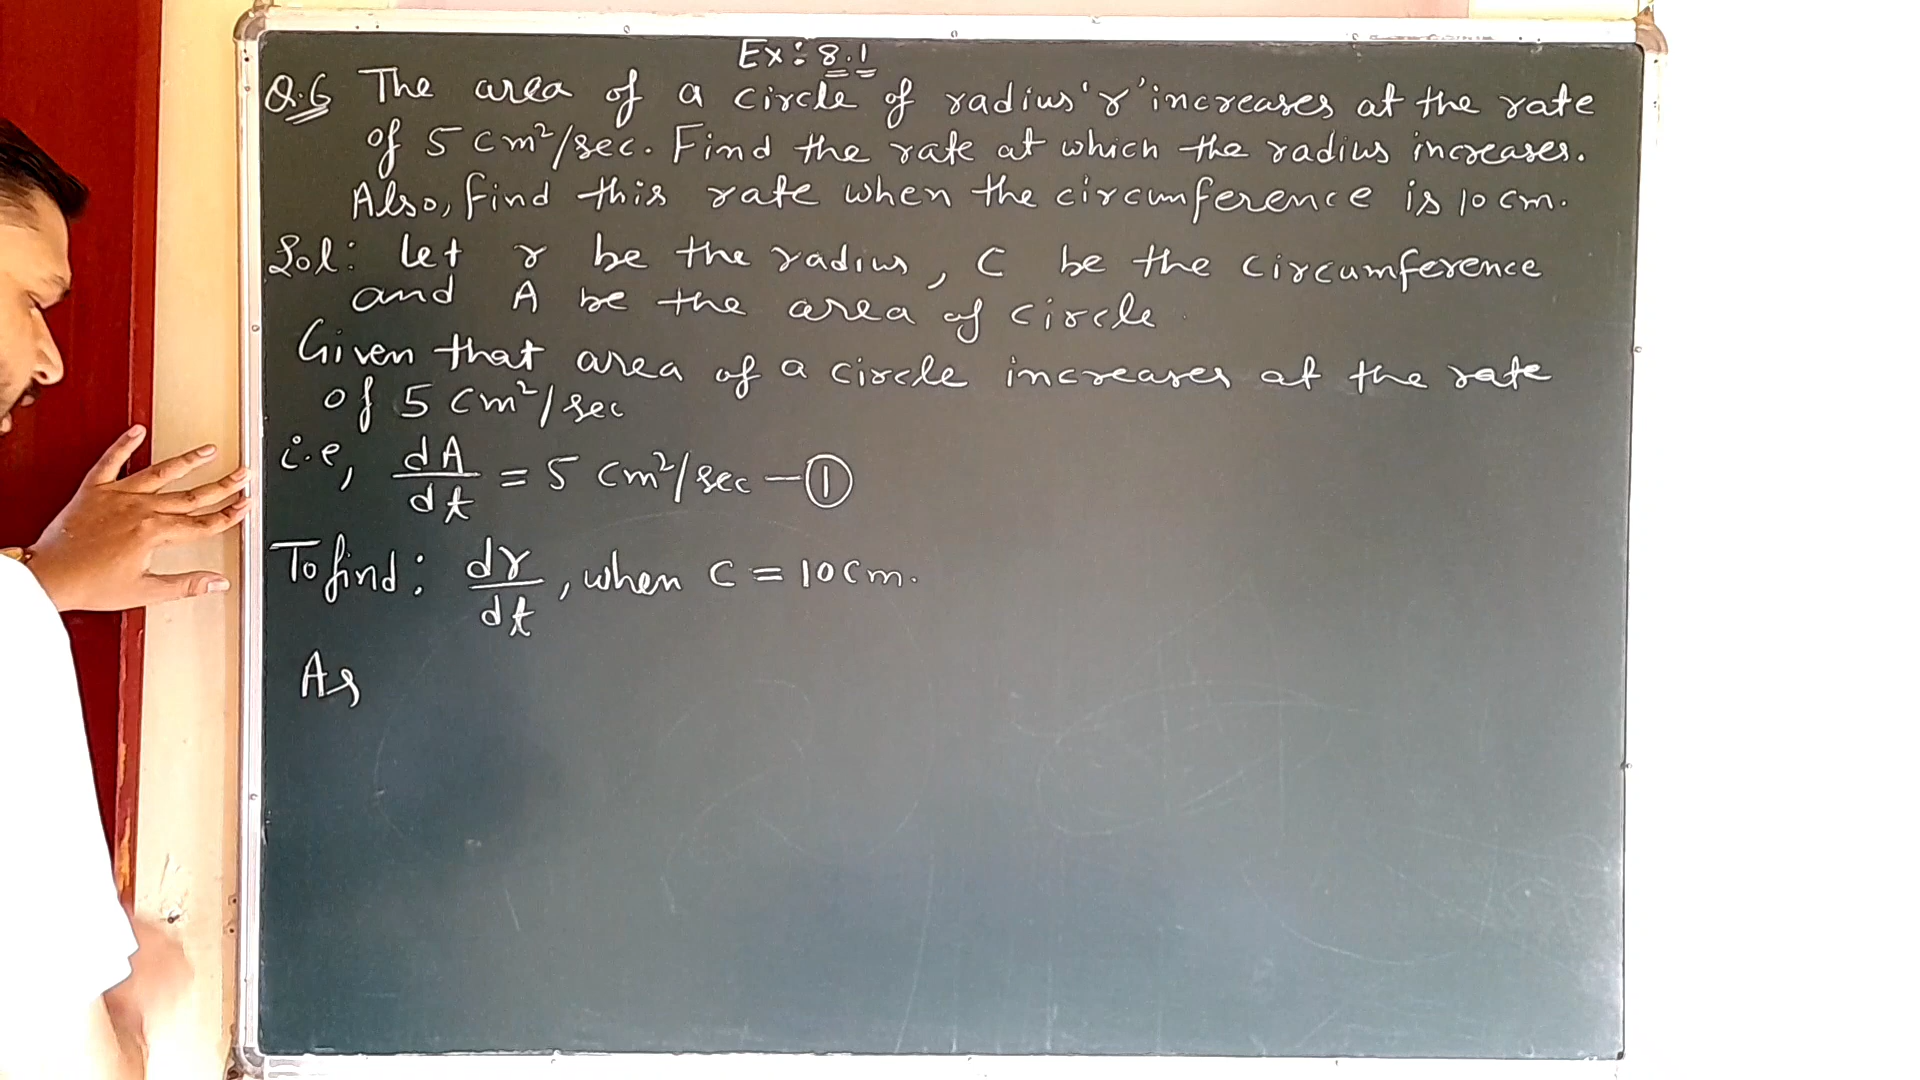 Ex: 8.1
Q.6 The area of a circle of radius 'r' increases at the rate
of 5 cm²/sec. Find the rate at which the radius increases.
Also, find this rate when the circumference is 10 cm.
Sol: Let r be the radius, C be the circumference
and A be the area of circle
Given that area of a circle increases at the rate
of 5 cm²/sec
i.e, dA/dt = 5 cm²/sec — ①
To find: dr/dt, when C = 10 cm.
As